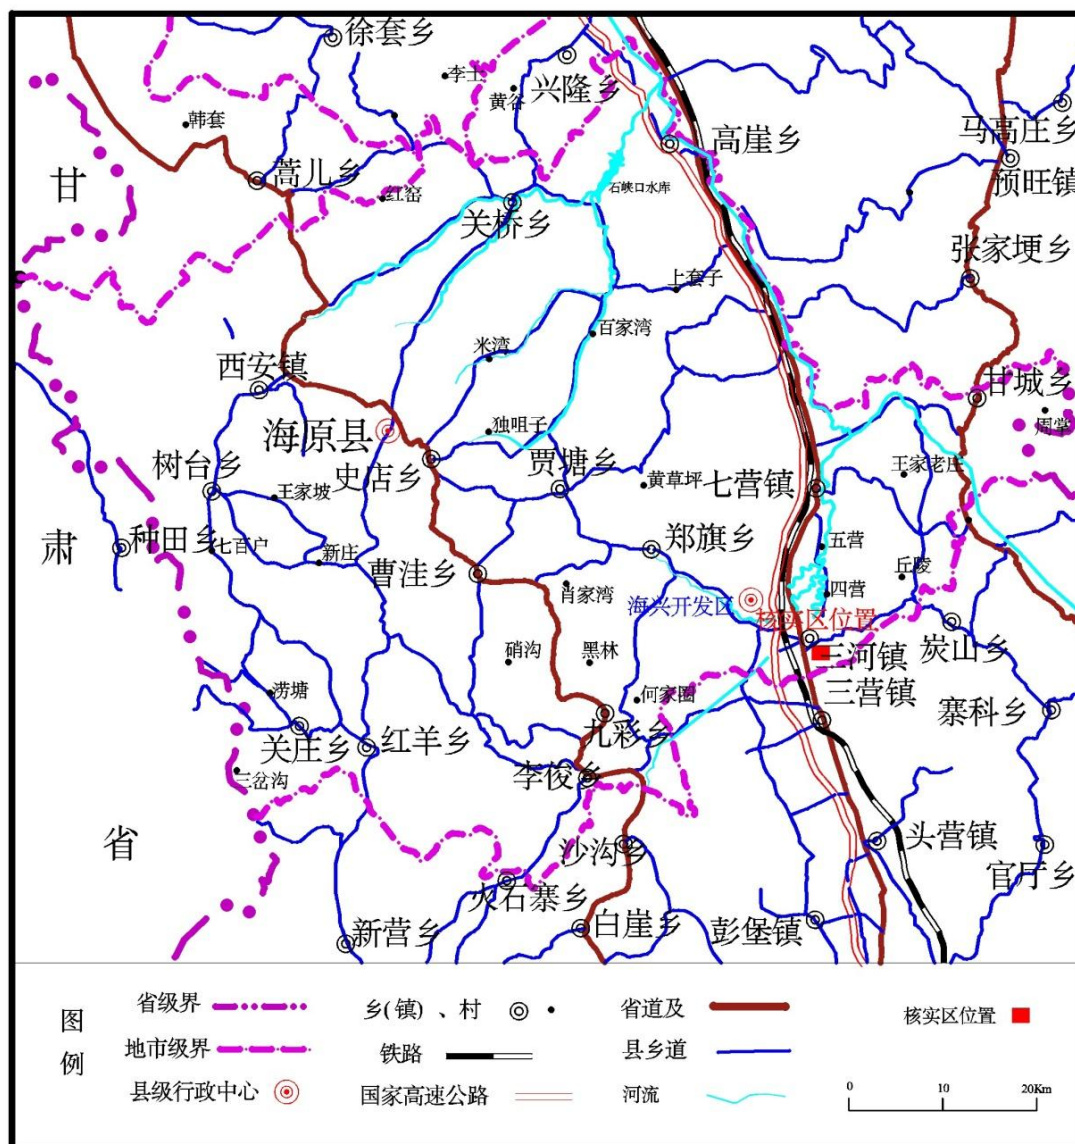 徐套乡
李土
黄谷
兴隆乡
韩套
高崖乡
马高庄乡
预旺镇
甘
蒿儿乡
红窑
石峡口水库
关桥乡
张家埂乡
上套子
百家湾
米湾
西安镇
甘城乡
周堂
海原县
独咀子
树台乡
史店乡
贾塘乡
王家老庄
王家坡
黄草坪
七营镇
肃
种田乡
七百户
新庄
郑旗乡
五营
曹洼乡
丘陵
肖家湾
海兴开发区
四营
核实区位置
硝沟
黑林
三河镇
炭山乡
涝塘
何家圈
三营镇
寨科乡
九彩乡
关庄乡
红羊乡
李俊乡
三岔沟
省
沙沟乡
头营镇
官厅乡
火石寨乡
新营乡
白崖乡
彭堡镇
图例
省级界
乡(镇) 、村
省道及
核实区位置
地市级界
铁路
县乡道
县级行政中心
国家高速公路
河流
0 10 20Km